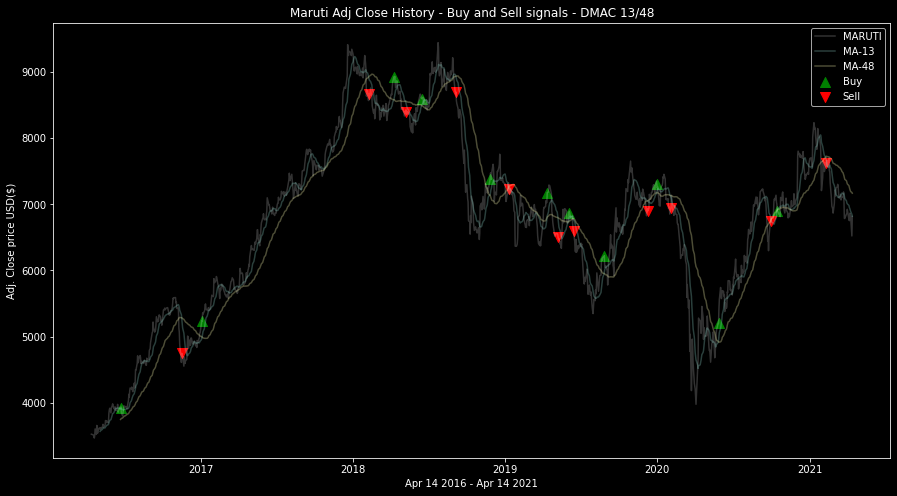 Maruti Adj Close History - Buy and Sell signals - DMAC 13/48
MARUTI
MA-13
MA-48
Buy
Sell
Adj. Close price USD($)
9000
8000
7000
6000
5000
4000
2017 2018 2019 2020 2021
Apr 14 2016 - Apr 14 2021